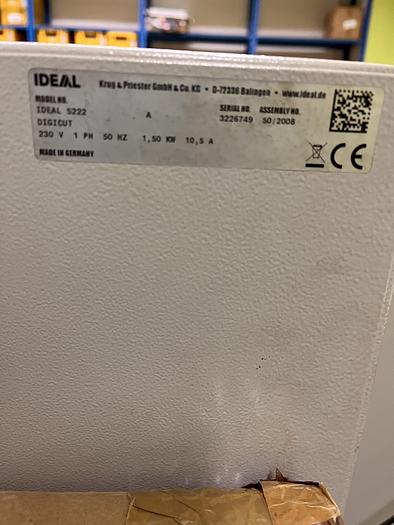 IDEAL Krug & Priester GmbH & Co. KG • D-72336 Balingen • www.ideal.de
MODEL NO. SERIAL NO. ASSEMBLY NO.
IDEAL 5222 A 3226749 50/2008
DIGICUT
230 V 1 PH 50 HZ 1,50 KW 10,5 A
MADE IN GERMANY
CE